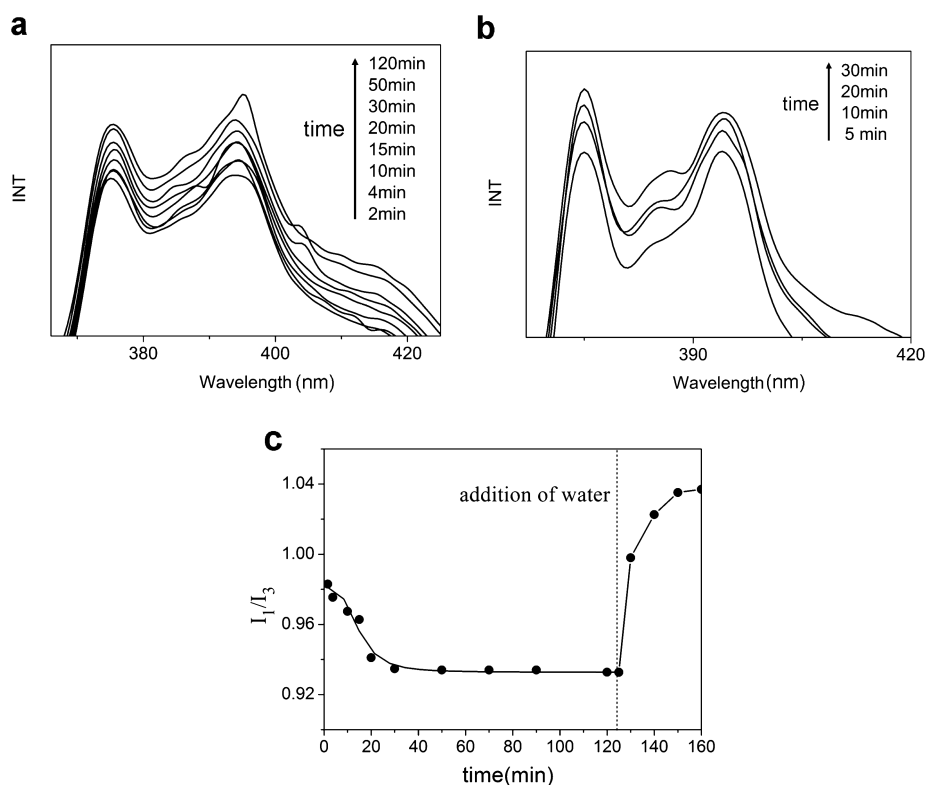 a
120min
50min
30min
20min
15min
10min
4min
2min
time
INT
380 400 420
Wavelength (nm)
b
30min
20min
10min
5 min
time
INT
390 420
Wavelength (nm)
c
1.04
1.00
0.96
0.92
I1/I3
addition of water
0 20 40 60 80 100 120 140 160
time(min)